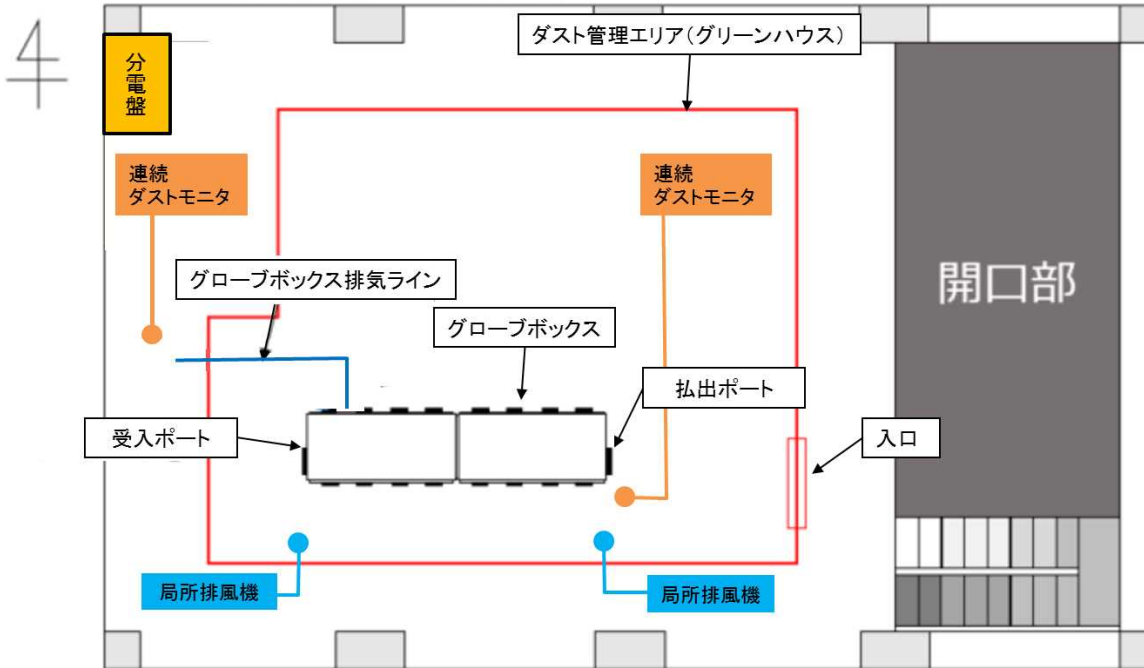 ダスト管理エリア(グリーンハウス)
分
電
盤
連続
ダストモニタ
連続
ダストモニタ
グローブボックス排気ライン
開口部
グローブボックス
払出ポート
受入ポート
入口
局所排風機
局所排風機